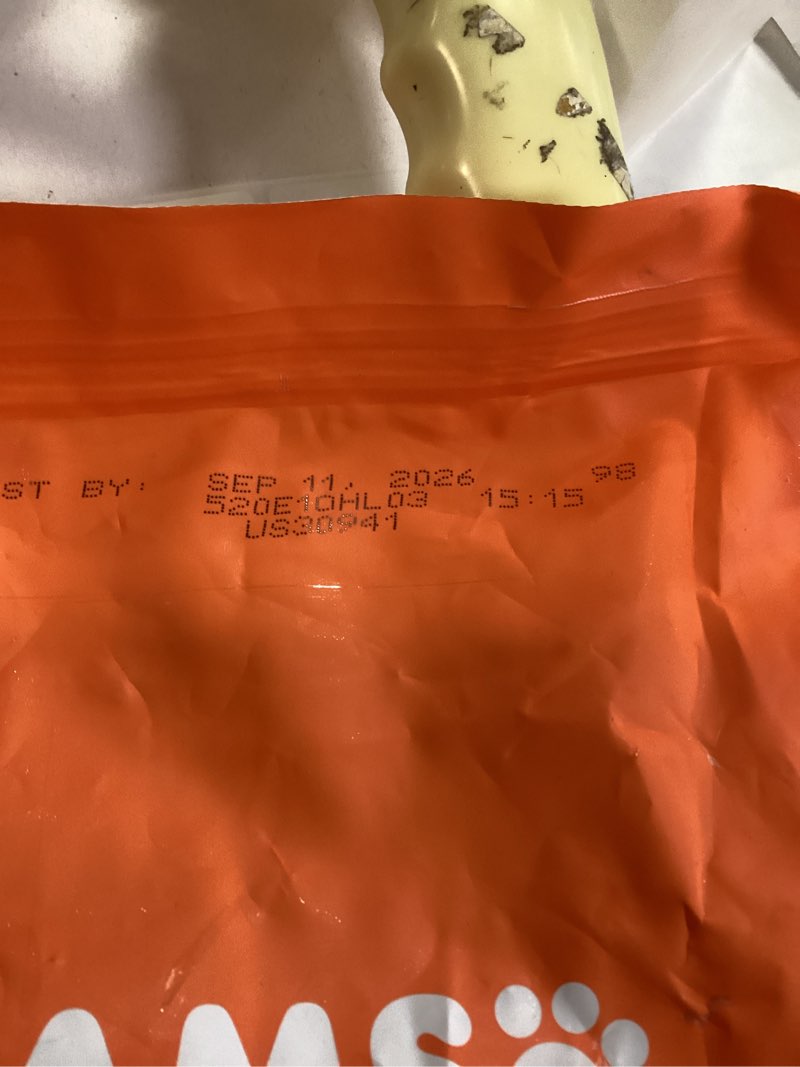 ST BY: SEP 11, 2026 98
520E10HL03 15:15
US30941
AMS